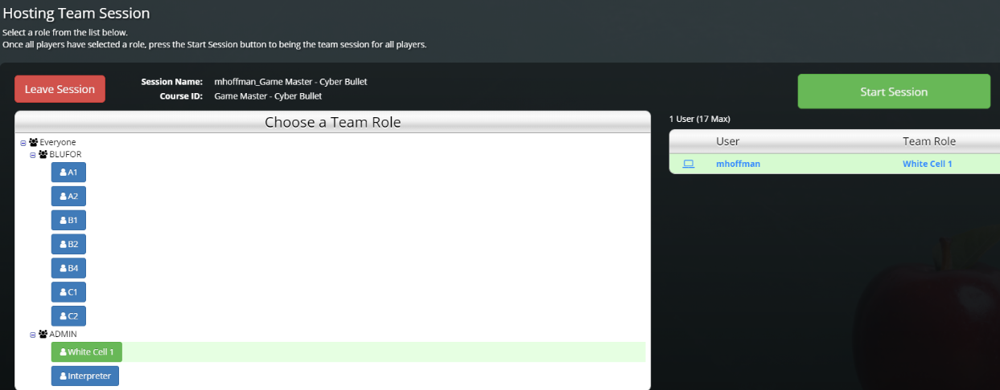 Hosting Team Session
Select a role from the list below.
Once all players have selected a role, press the Start Session button to being the team session for all players.
Leave Session
Session Name: mhoffman_Game Master - Cyber Bullet
Course ID: Game Master - Cyber Bullet
Start Session
Choose a Team Role
Everyone
BLUFOR
A1
A2
B1
B2
B4
C1
C2
ADMIN
White Cell 1
Interpreter
1 User (17 Max)
User Team Role
mhoffman White Cell 1